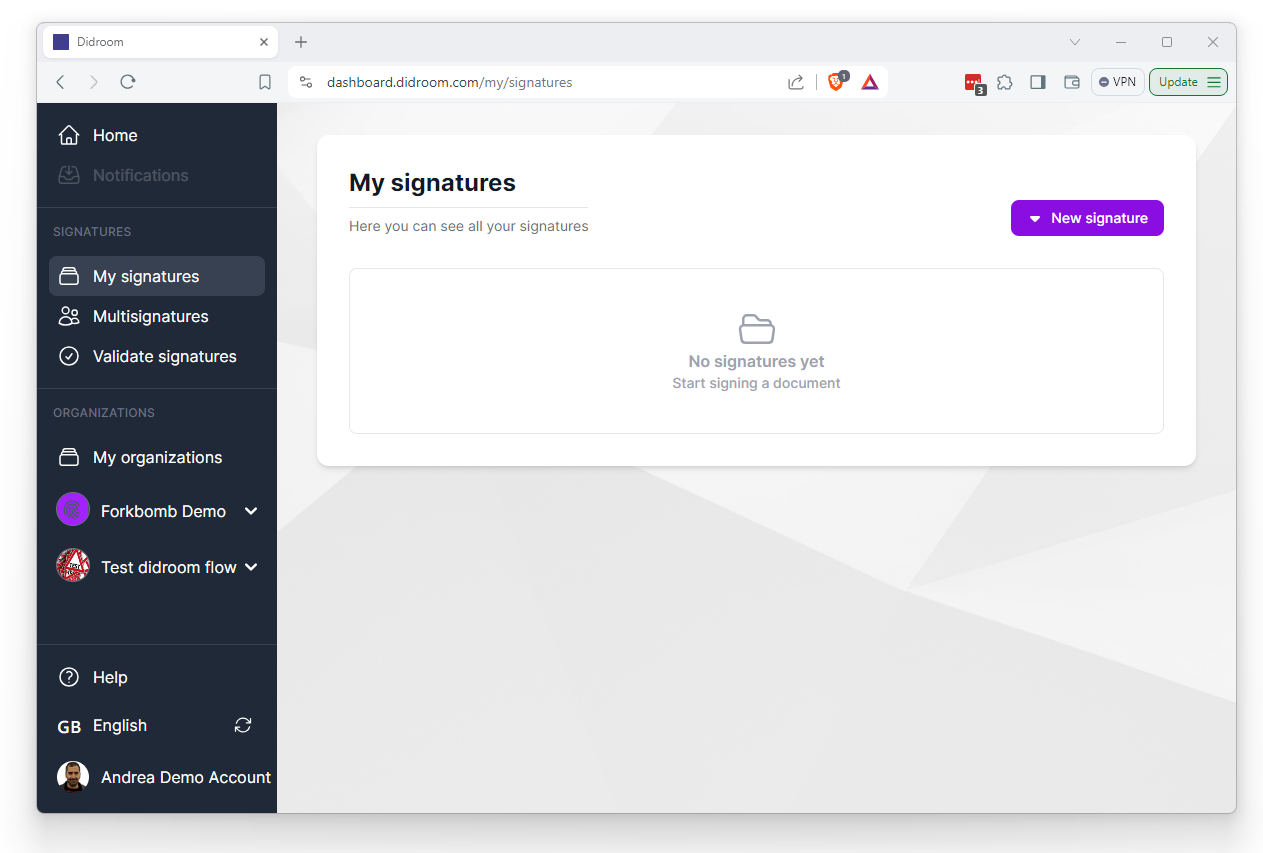 Didroom
dashboard.didroom.com/my/signatures
1
3
VPN
Update
Home
Notifications
SIGNATURES
My signatures
Multisignatures
Validate signatures
ORGANIZATIONS
My organizations
Forkbomb Demo
Test didroom flow
Help
GB English
Andrea Demo Account
My signatures
Here you can see all your signatures
New signature
No signatures yet
Start signing a document